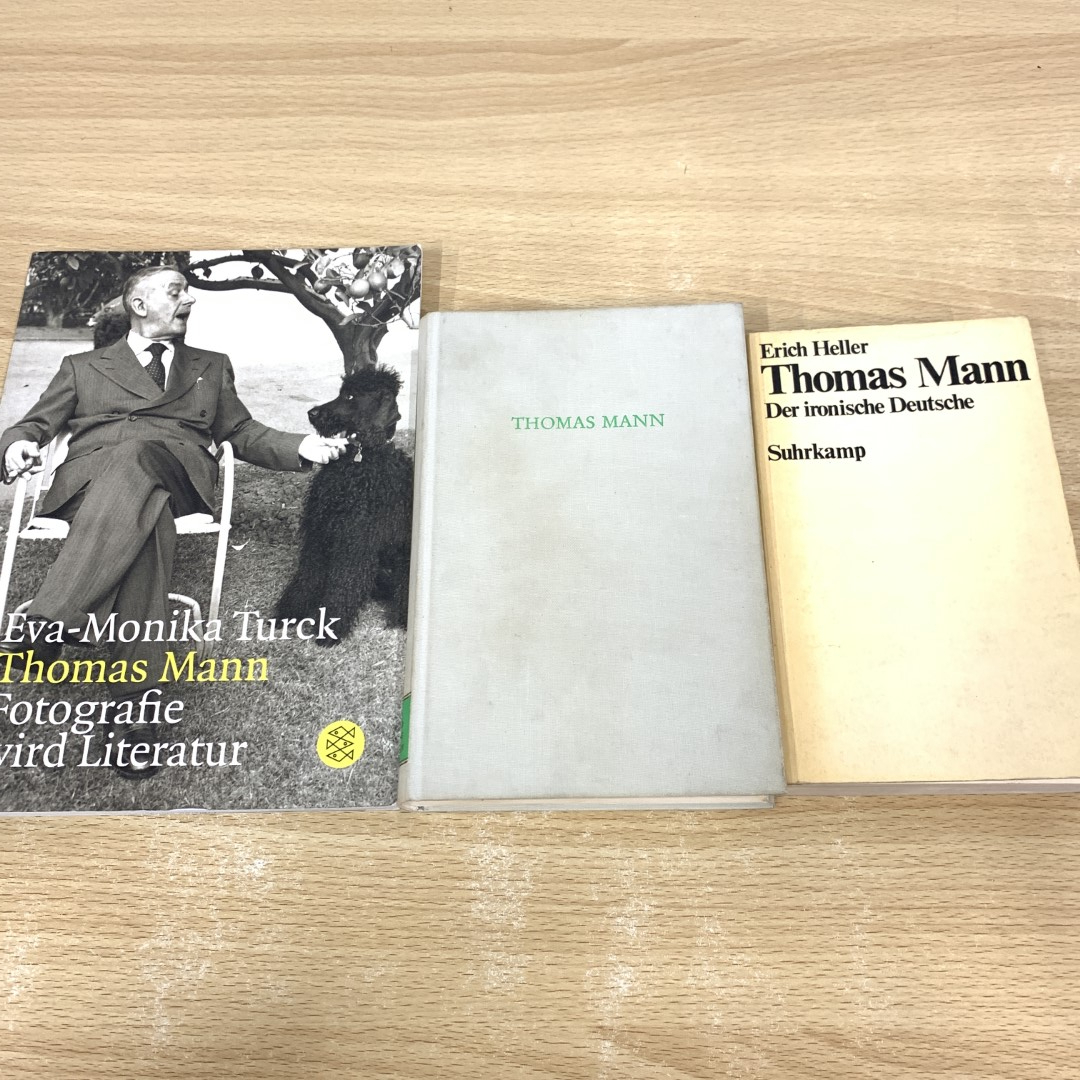 Eva-Monika Turck
Thomas Mann
Fotografie
wird Literatur
THOMAS MANN
Erich Heller
Thomas Mann
Der ironische Deutsche
Suhrkamp